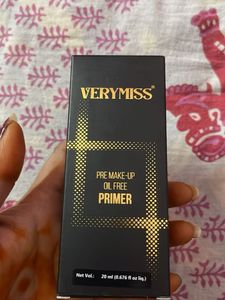 VERYMISS®
PRE MAKE-UP
OIL FREE
PRIMER
Net Vol.: 20 ml (0.676 fl oz liq.)